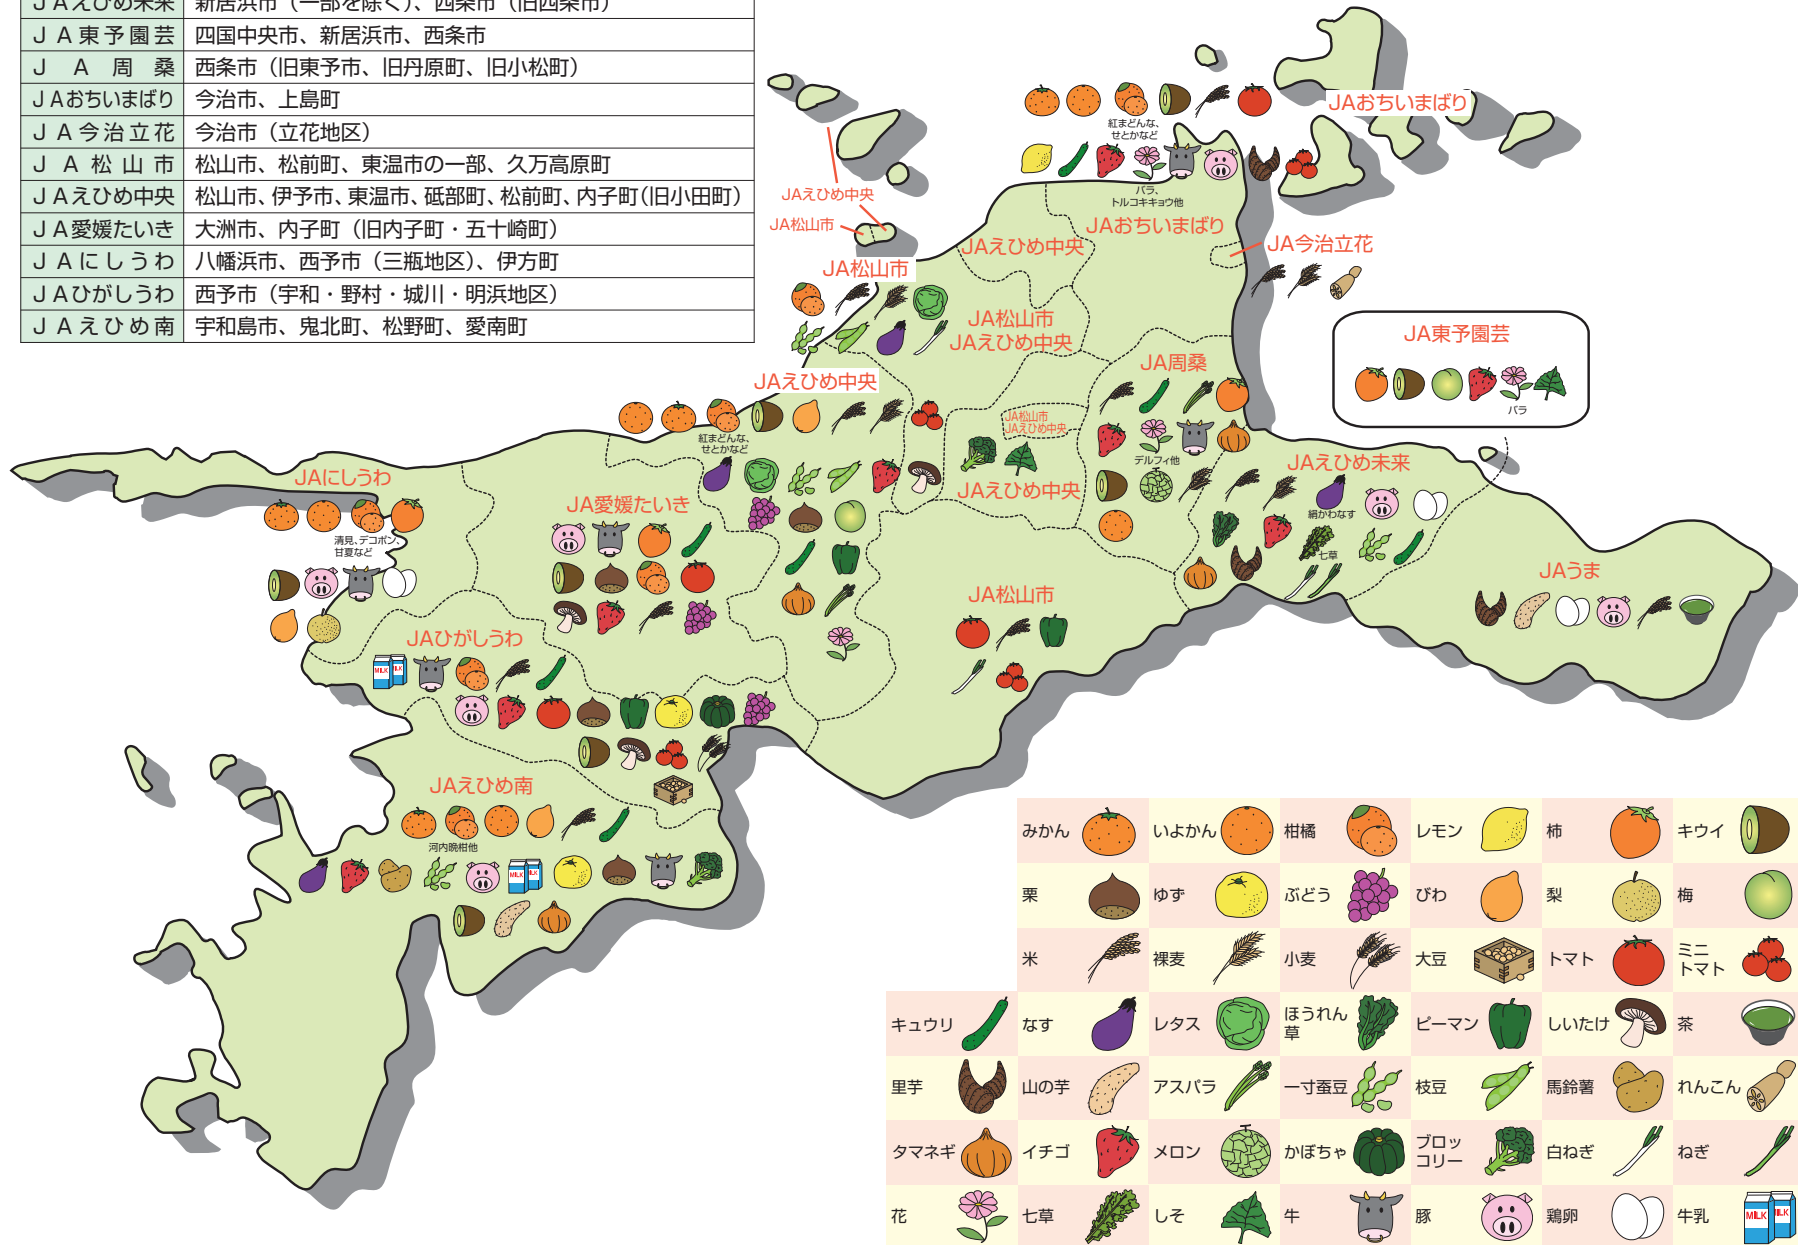 JAえひめ未来 新居浜市（一部を除く）、西条市（旧西条市）
JA東予園芸 四国中央市、新居浜市、西条市
JA周桑 西条市（旧東予市、旧丹原町、旧小松町）
JAおちいまばり 今治市、上島町
JA今治立花 今治市（立花地区）
JA松山市 松山市、松前町、東温市の一部、久万高原町
JAえひめ中央 松山市、伊予市、東温市、砥部町、松前町、内子町（旧小田町）
JA愛媛たいき 大洲市、内子町（旧内子町・五十崎町）
JAにしうわ 八幡浜市、西予市（三瓶地区）、伊方町
JAひがしうわ 西予市（宇和・野村・城川・明浜地区）
JAえひめ南 宇和島市、鬼北町、松野町、愛南町
JAおちいまばり
紅まどんな、
せとかなど
バラ、
トルコキキョウ他
JAおちいまばり
JAえひめ中央
JA松山市
JAえひめ中央
JA今治立花
JA松山市
JA松山市
JAえひめ中央
JA東予園芸
バラ
JA周桑
デルフィ他
JAえひめ中央
紅まどんな、
せとかなど
JA松山市
JAえひめ中央
JAえひめ中央
JAえひめ未来
絹かわなす
七草
JAにしうわ
清見、デコポン、
甘夏など
JA愛媛たいき
JAうま
JA松山市
JAひがしうわ
MILK
MILK
JAえひめ南
河内晩柑他
MILK
MILK
みかん いよかん 柑橘 レモン 柿 キウイ
栗 ゆず ぶどう びわ 梨 梅
米 裸麦 小麦 大豆 トマト ミニ
トマト
キュウリ なす レタス ほうれん
草 ピーマン しいたけ 茶
里芋 山の芋 アスパラ 一寸蚕豆 枝豆 馬鈴薯 れんこん
タマネギ イチゴ メロン かぼちゃ ブロッ
コリー 白ねぎ ねぎ
花 七草 しそ 牛 豚 鶏卵 牛乳
MILK
MILK